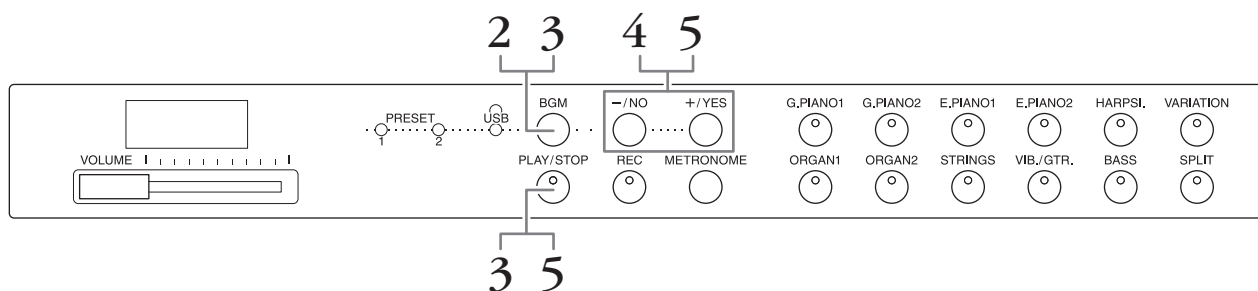 2 3 4 5
BGM −/NO +/YES G.PIANO1 G.PIANO2 E.PIANO1 E.PIANO2 HARPSI. VARIATION
PRESET USB
1 2
VOLUME PLAY/STOP REC METRONOME ORGAN1 ORGAN2 STRINGS VIB./GTR. BASS SPLIT
3 5